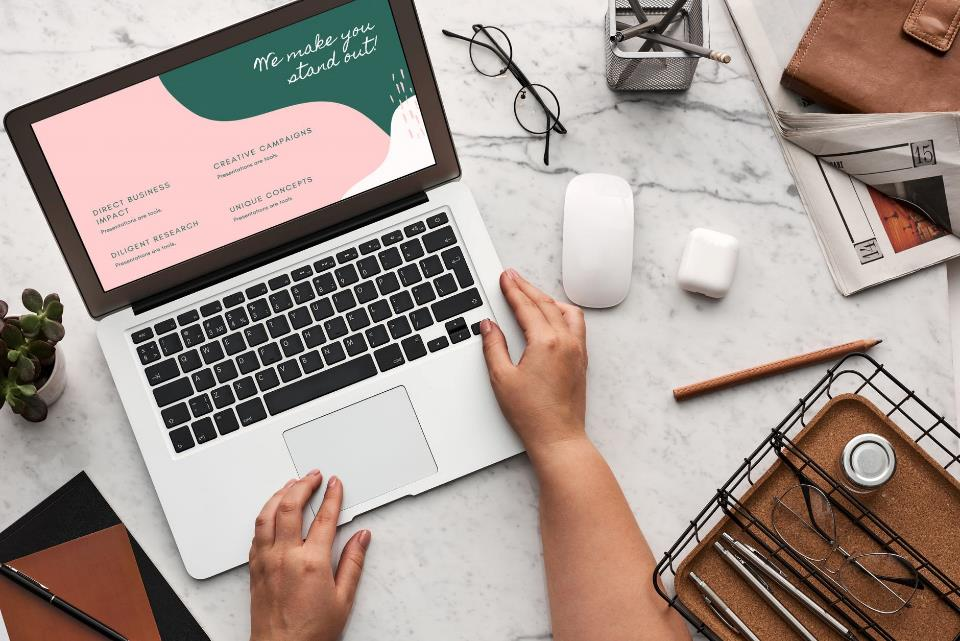 We make you
stand out!
CREATIVE CAMPAIGNS
Presentations are tools.
DIRECT BUSINESS
IMPACT
Presentations are tools.
UNIQUE CONCEPTS
Presentations are tools.
DILIGENT RESEARCH
Presentations are tools.
15